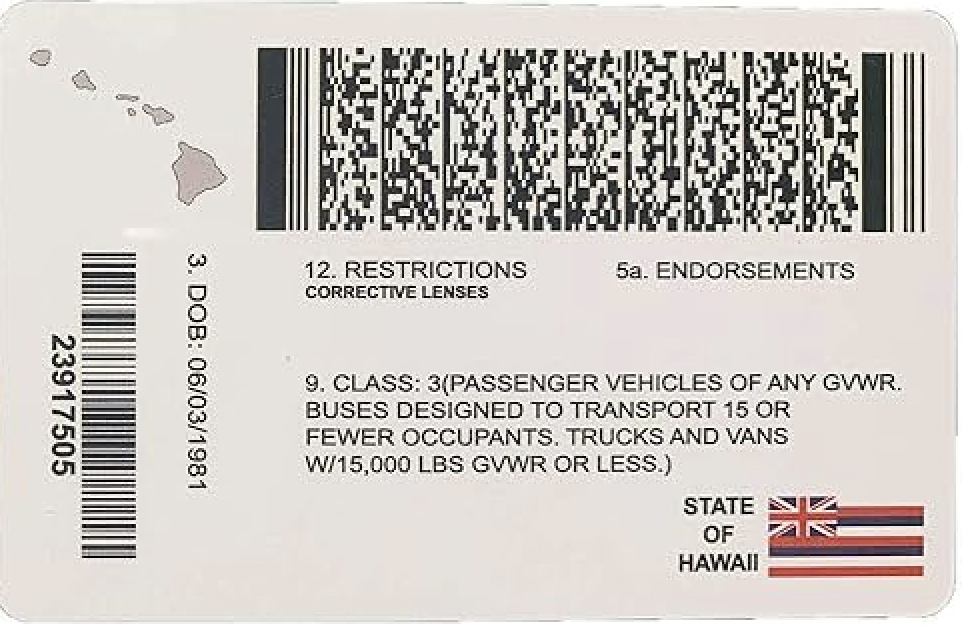 12. RESTRICTIONS
CORRECTIVE LENSES
5a. ENDORSEMENTS
3. DOB: 06/03/1981
23917505
9. CLASS: 3(PASSENGER VEHICLES OF ANY GVWR.
BUSES DESIGNED TO TRANSPORT 15 OR
FEWER OCCUPANTS. TRUCKS AND VANS
W/15,000 LBS GVWR OR LESS.)
STATE
OF
HAWAII